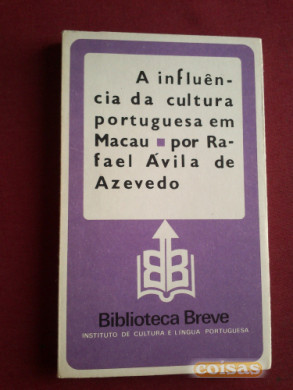 A influên-
cia da cultura
portuguesa em
Macau ▪ por Ra-
fael Ávila de
Azevedo
Biblioteca Breve
INSTITUTO DE CULTURA E LÍNGUA PORTUGUESA
coisas